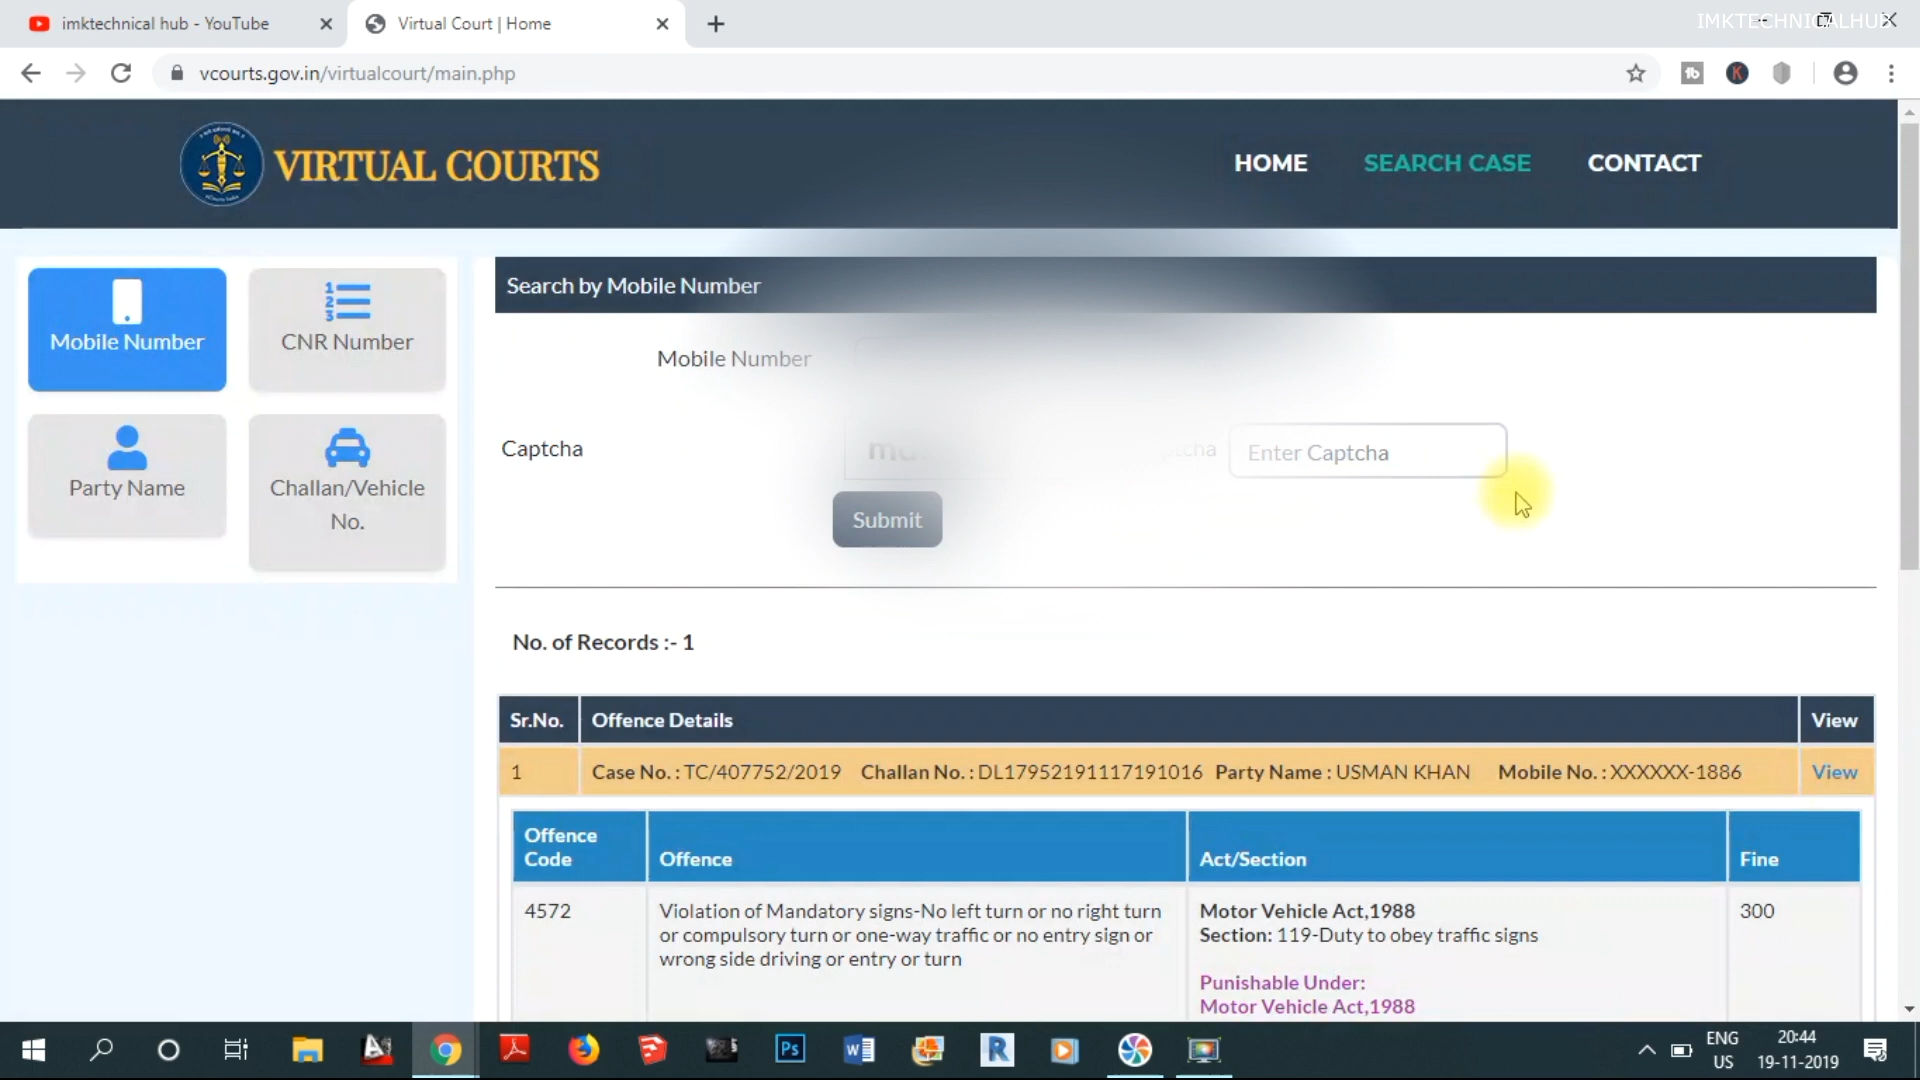 imktechnical hub - YouTube
Virtual Court | Home
IMKTECHNICALHUB
vcourts.gov.in/virtualcourt/main.php
VIRTUAL COURTS
HOME
SEARCH CASE
CONTACT
Mobile Number
CNR Number
Party Name
Challan/Vehicle
No.
Search by Mobile Number
Mobile Number
Captcha
Enter Captcha
Submit
No. of Records :- 1
Sr.No. Offence Details View
1 Case No. : TC/407752/2019 Challan No. : DL17952191117191016 Party Name : USMAN KHAN Mobile No. : XXXXXX-1886 View
Offence
Code Offence Act/Section Fine
4572 Violation of Mandatory signs-No left turn or no right turn Motor Vehicle Act,1988 300
or compulsory turn or one-way traffic or no entry sign or Section: 119-Duty to obey traffic signs
wrong side driving or entry or turn
Punishable Under:
Motor Vehicle Act,1988
ENG
US
20:44
19-11-2019